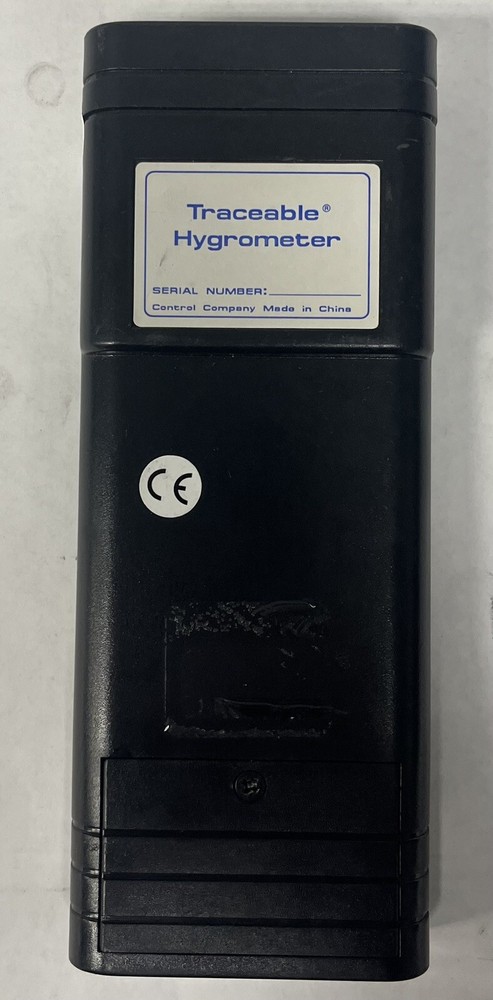 Traceable®
Hygrometer
SERIAL NUMBER:
Control Company Made in China
CE